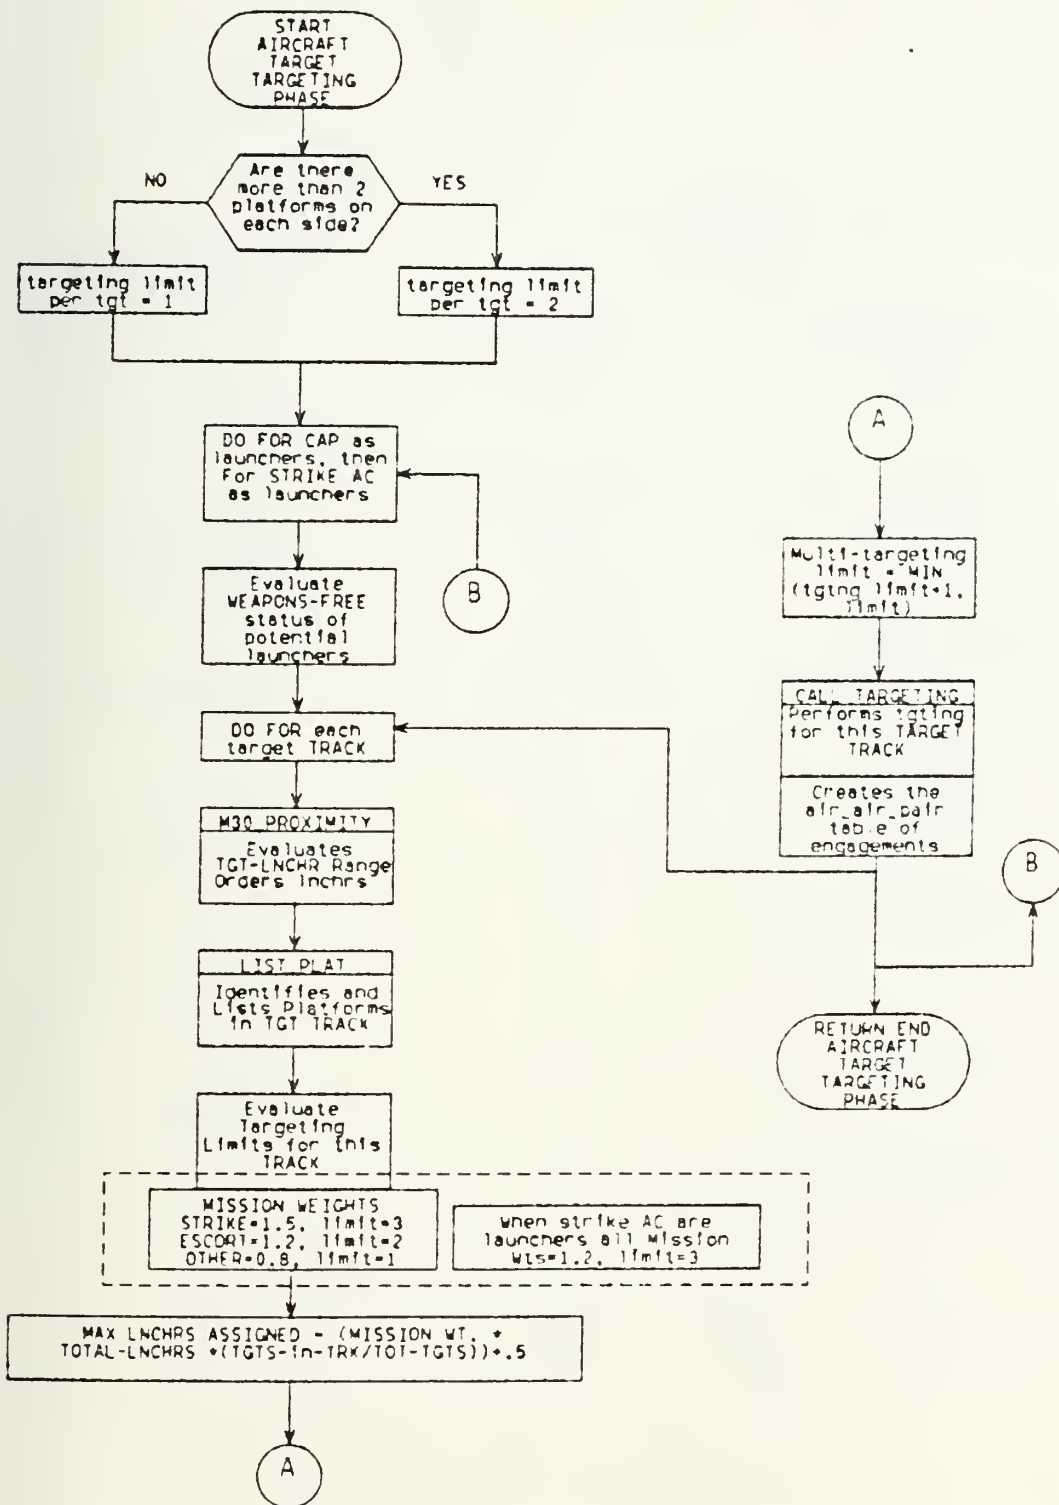 START
AIRCRAFT
TARGET
TARGETING
PHASE
Are there
more than 2
platforms on
each side?
NO
YES
targeting limit
per tgt = 1
targeting limit
per tgt = 2
DO FOR CAP as
launchers, then
For STRIKE AC
as launchers
B
Evaluate
WEAPONS-FREE
status of
potential
launchers
DO FOR each
target TRACK
M30 PROXIMITY
Evaluates
TGT-LNCHR Range
Orders lnchrs
LIST PLAT
Identifies and
Lists Platforms
in TGT TRACK
Evaluate
Targeting
Limits for this
TRACK
MISSION WEIGHTS
STRIKE=1.5, limit=3
ESCORT=1.2, limit=2
OTHER=0.8, limit=1
When strike AC are
launchers all Mission
Wts=1.2, limit=3
MAX LNCHRS ASSIGNED = (MISSION WT. *
TOTAL-LNCHRS *(TGTS-in-TRK/TOT-TGTS))+.5
A
A
Multi-targeting
limit = MIN
(tgtng limit+1,
limit)
CALL TARGETING
Performs tgting
for this TARGET
TRACK
Creates the
air_air_pair
table of
engagements
B
RETURN END
AIRCRAFT
TARGET
TARGETING
PHASE